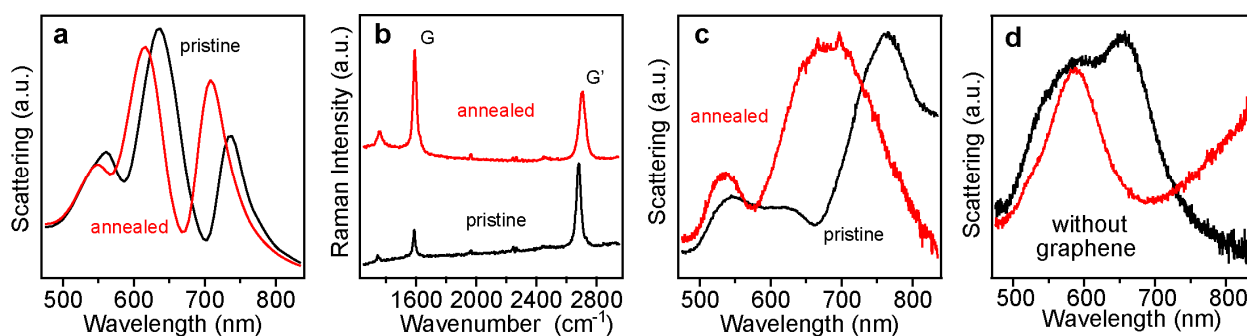 a
pristine
annealed
Scattering (a.u.)
500 600 700 800
Wavelength (nm)
b
G
G'
annealed
pristine
Raman Intensity (a.u.)
1600 2000 2400 2800
Wavenumber (cm⁻¹)
c
annealed
pristine
Scattering (a.u.)
500 600 700 800
Wavelength (nm)
d
without
graphene
Scattering (a.u.)
500 600 700 800
Wavelength (nm)